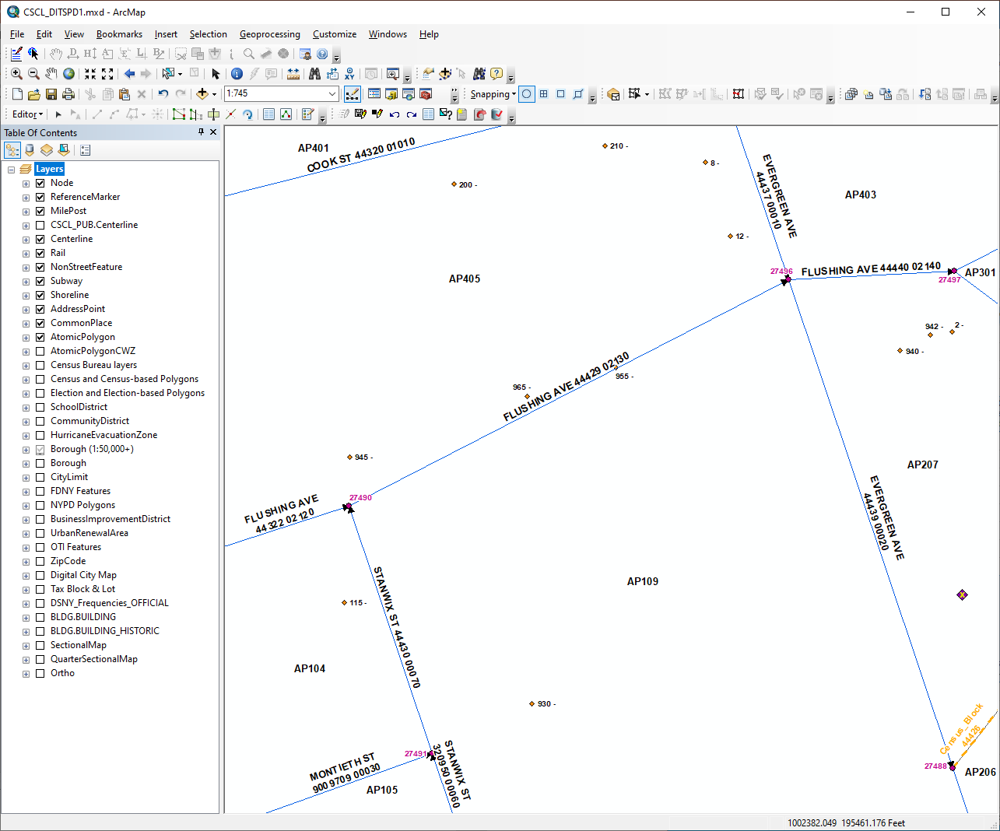 CSCL_DITSPD1.mxd - ArcMap
File Edit View Bookmarks Insert Selection Geoprocessing Customize Windows Help
1:745
Snapping
Editor
Table Of Contents
Layers
Node
ReferenceMarker
MilePost
CSCL_PUB.Centerline
Centerline
Rail
NonStreetFeature
Subway
Shoreline
AddressPoint
CommonPlace
AtomicPolygon
AtomicPolygonCWZ
Census Bureau layers
Census and Census-based Polygons
Election and Election-based Polygons
SchoolDistrict
CommunityDistrict
HurricaneEvacuationZone
Borough (1:50,000+)
Borough
CityLimit
FDNY Features
NYPD Polygons
BusinessImprovementDistrict
UrbanRenewalArea
OTI Features
ZipCode
Digital City Map
Tax Block & Lot
DSNY_Frequencies_OFFICIAL
BLDG.BUILDING
BLDG.BUILDING_HISTORIC
SectionalMap
QuarterSectionalMap
Ortho
AP401
COOK ST 44320 01010
210 -
200 -
8 -
EVERGREEN AVE
44437 00010
AP403
12 -
AP405
27496
FLUSHING AVE 44440 02140
27497
AP301
942 -
2 -
940 -
FLUSHING AVE 44429 02130
965 -
955 -
945 -
27490
FLUSHING AVE
44322 02120
AP207
EVERGREEN AVE
44439 00020
STANWIX ST 44430 00070
115 -
AP109
AP104
930 -
27491
STANWIX ST
320950 00060
MONTIETH ST
9009709 00030
AP105
Census_Block
44426
27488
AP206
1002382.049 195461.176 Feet